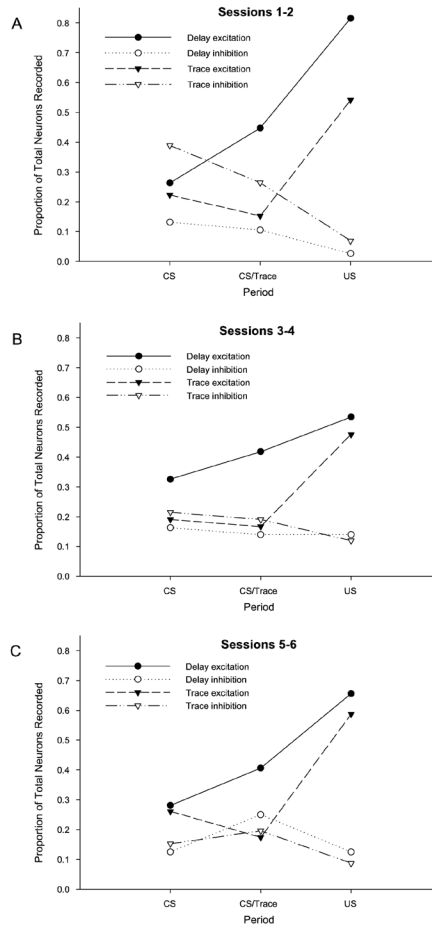 A
Sessions 1-2
Delay excitation
Delay inhibition
Trace excitation
Trace inhibition
Proportion of Total Neurons Recorded
0.8
0.7
0.6
0.5
0.4
0.3
0.2
0.1
0.0
CS
CS/Trace
US
Period
B
Sessions 3-4
Delay excitation
Delay inhibition
Trace excitation
Trace inhibition
Proportion of Total Neurons Recorded
0.8
0.7
0.6
0.5
0.4
0.3
0.2
0.1
0.0
CS
CS/Trace
US
Period
C
Sessions 5-6
Delay excitation
Delay inhibition
Trace excitation
Trace inhibition
Proportion of Total Neurons Recorded
0.8
0.7
0.6
0.5
0.4
0.3
0.2
0.1
0.0
CS
CS/Trace
US
Period